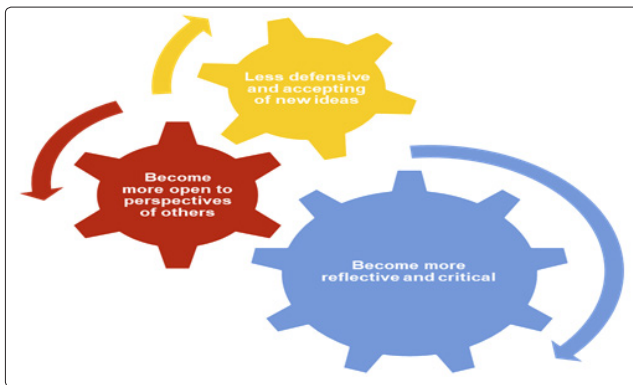 Less defensive
and accepting
of new ideas
Become
more open to
perspectives
of others
Become more
reflective and critical